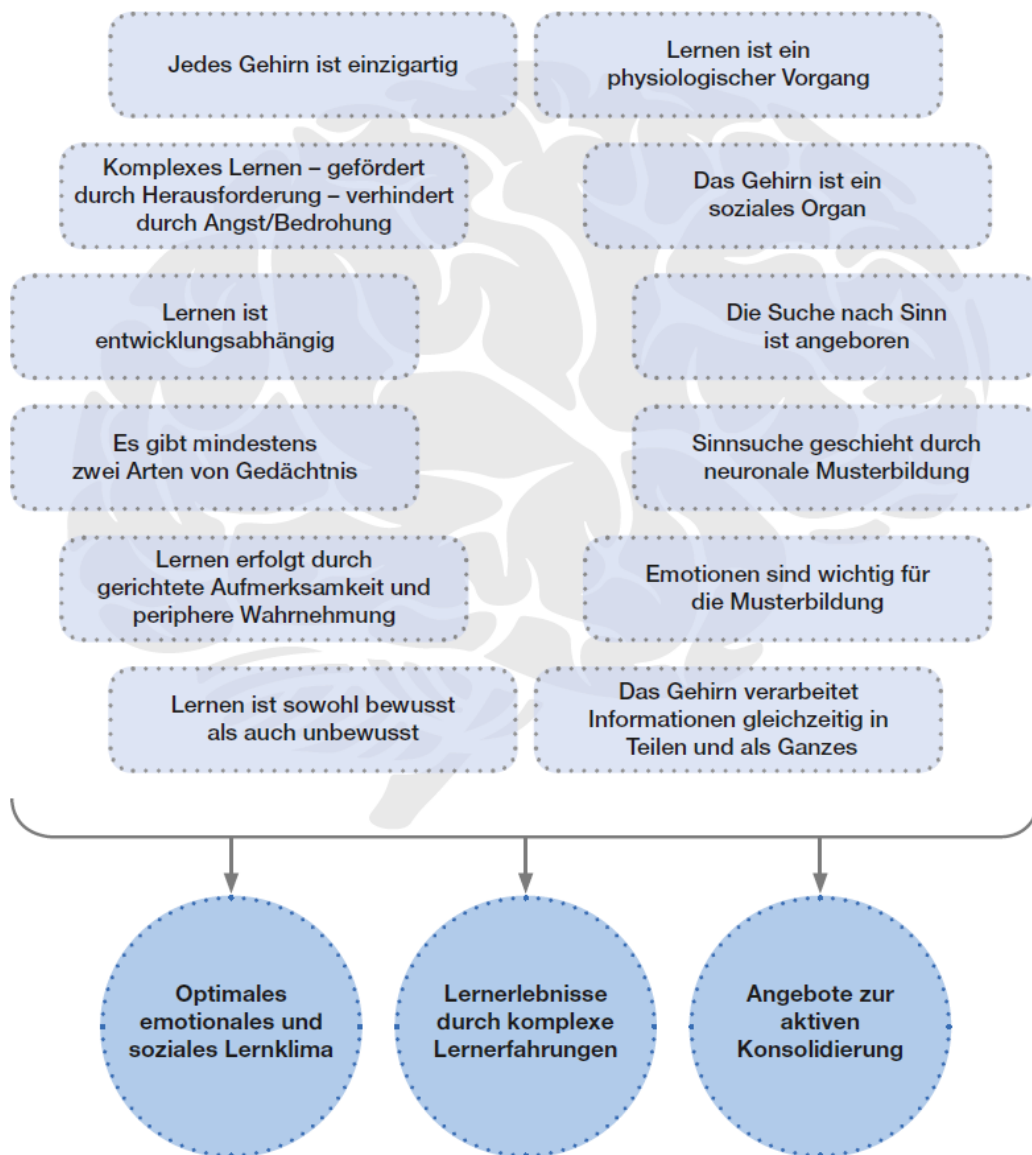 Jedes Gehirn ist einzigartig
Lernen ist ein
physiologischer Vorgang
Komplexes Lernen – gefördert
durch Herausforderung – verhindert
durch Angst/Bedrohung
Das Gehirn ist ein
soziales Organ
Lernen ist
entwicklungsabhängig
Die Suche nach Sinn
ist angeboren
Es gibt mindestens
zwei Arten von Gedächtnis
Sinnsuche geschieht durch
neuronale Musterbildung
Lernen erfolgt durch
gerichtete Aufmerksamkeit und
periphere Wahrnehmung
Emotionen sind wichtig für
die Musterbildung
Lernen ist sowohl bewusst
als auch unbewusst
Das Gehirn verarbeitet
Informationen gleichzeitig in
Teilen und als Ganzes
Optimales
emotionales und
soziales Lernklima
Lernerlebnisse
durch komplexe
Lernerfahrungen
Angebote zur
aktiven
Konsolidierung